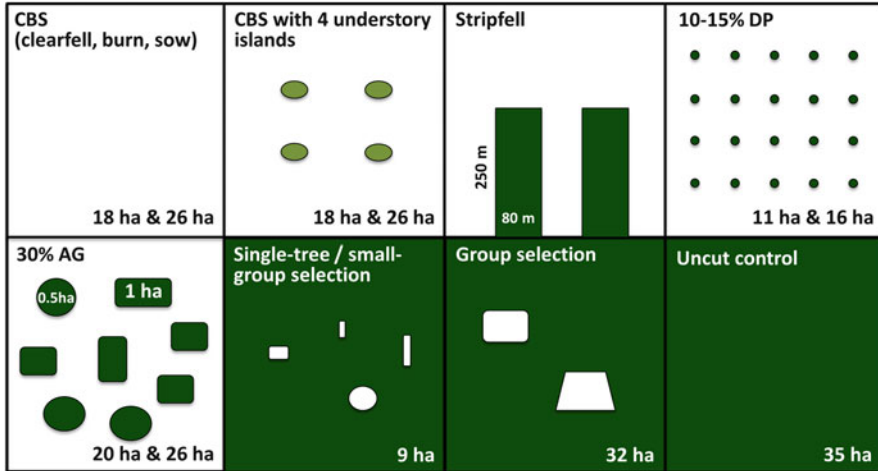 CBS
(clearfell, burn, sow)
18 ha & 26 ha
CBS with 4 understory
islands
18 ha & 26 ha
Stripfell
250 m
80 m
10-15% DP
11 ha & 16 ha
30% AG
0.5ha
1 ha
20 ha & 26 ha
Single-tree / small-
group selection
9 ha
Group selection
32 ha
Uncut control
35 ha